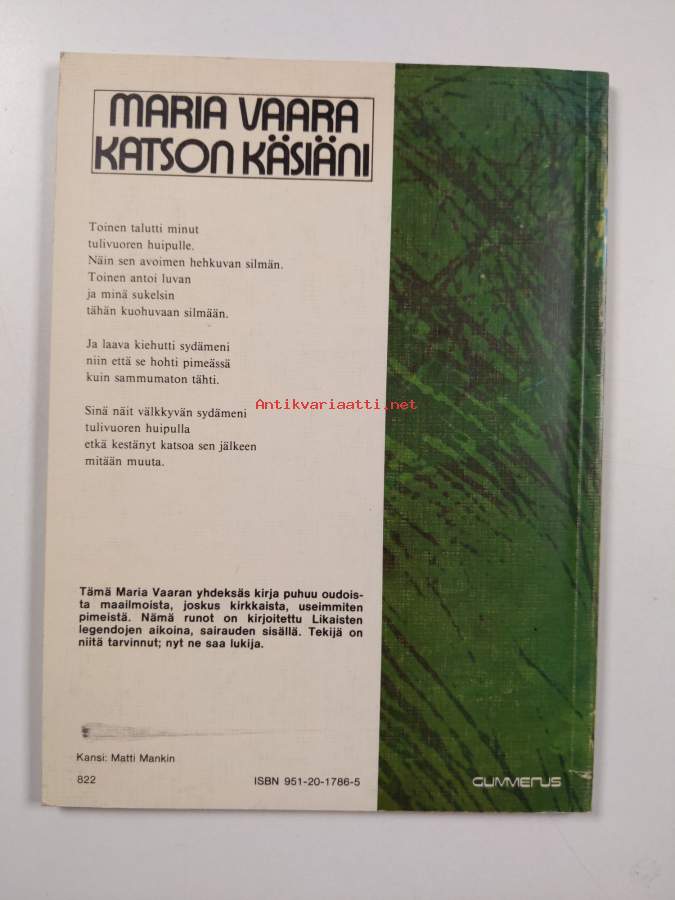 MARIA VAARA
KATSON KÄSIÄNI
Toinen talutti minut
tulivuoren huipulle.
Näin sen avoimen hehkuvan silmän.
Toinen antoi luvan
ja minä sukelsin
tähän kuohuvaan silmään.
Ja laava kiehutti sydämeni
niin että se hohti pimeässä
kuin sammumaton tähti.
Sinä näit välkkyvän sydämeni
tulivuoren huipulla
etkä kestänyt katsoa sen jälkeen
mitään muuta.
Antikvariaatti.net
Tämä Maria Vaaran yhdeksäs kirja puhuu oudois-
ta maailmoista, joskus kirkkaista, useimmiten
pimeistä. Nämä runot on kirjoitettu Likaisten
legendojen aikoina, sairauden sisällä. Tekijä on
niitä tarvinnut; nyt ne saa lukija.
Kansi: Matti Mankin
822 ISBN 951-20-1786-5
GUMMERUS